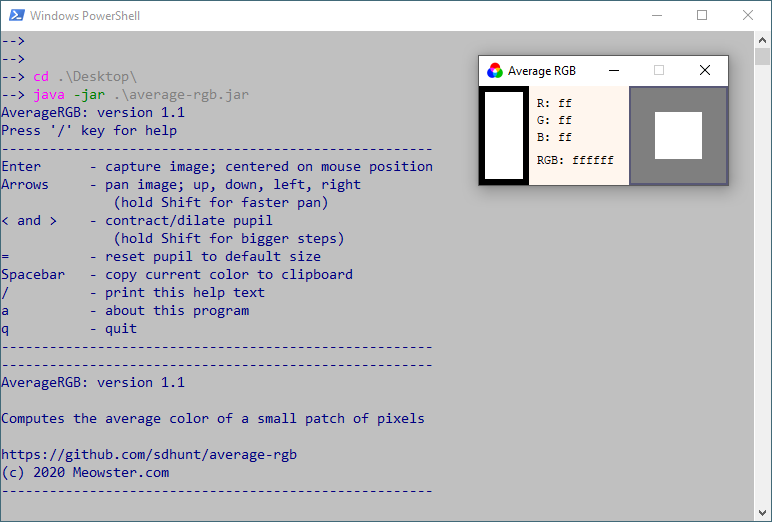 Windows PowerShell
-->
-->
--> cd .\Desktop\
--> java -jar .\average-rgb.jar
AverageRGB: version 1.1
Press '/' key for help
------------------------------------------------------
Enter      - capture image; centered on mouse position
Arrows     - pan image; up, down, left, right
              (hold Shift for faster pan)
< and >    - contract/dilate pupil
              (hold Shift for bigger steps)
=          - reset pupil to default size
Spacebar   - copy current color to clipboard
/          - print this help text
a          - about this program
q          - quit
------------------------------------------------------
------------------------------------------------------
AverageRGB: version 1.1
Computes the average color of a small patch of pixels
https://github.com/sdhunt/average-rgb
(c) 2020 Meowster.com
------------------------------------------------------
Average RGB
R: ff
G: ff
B: ff
RGB: ffffff